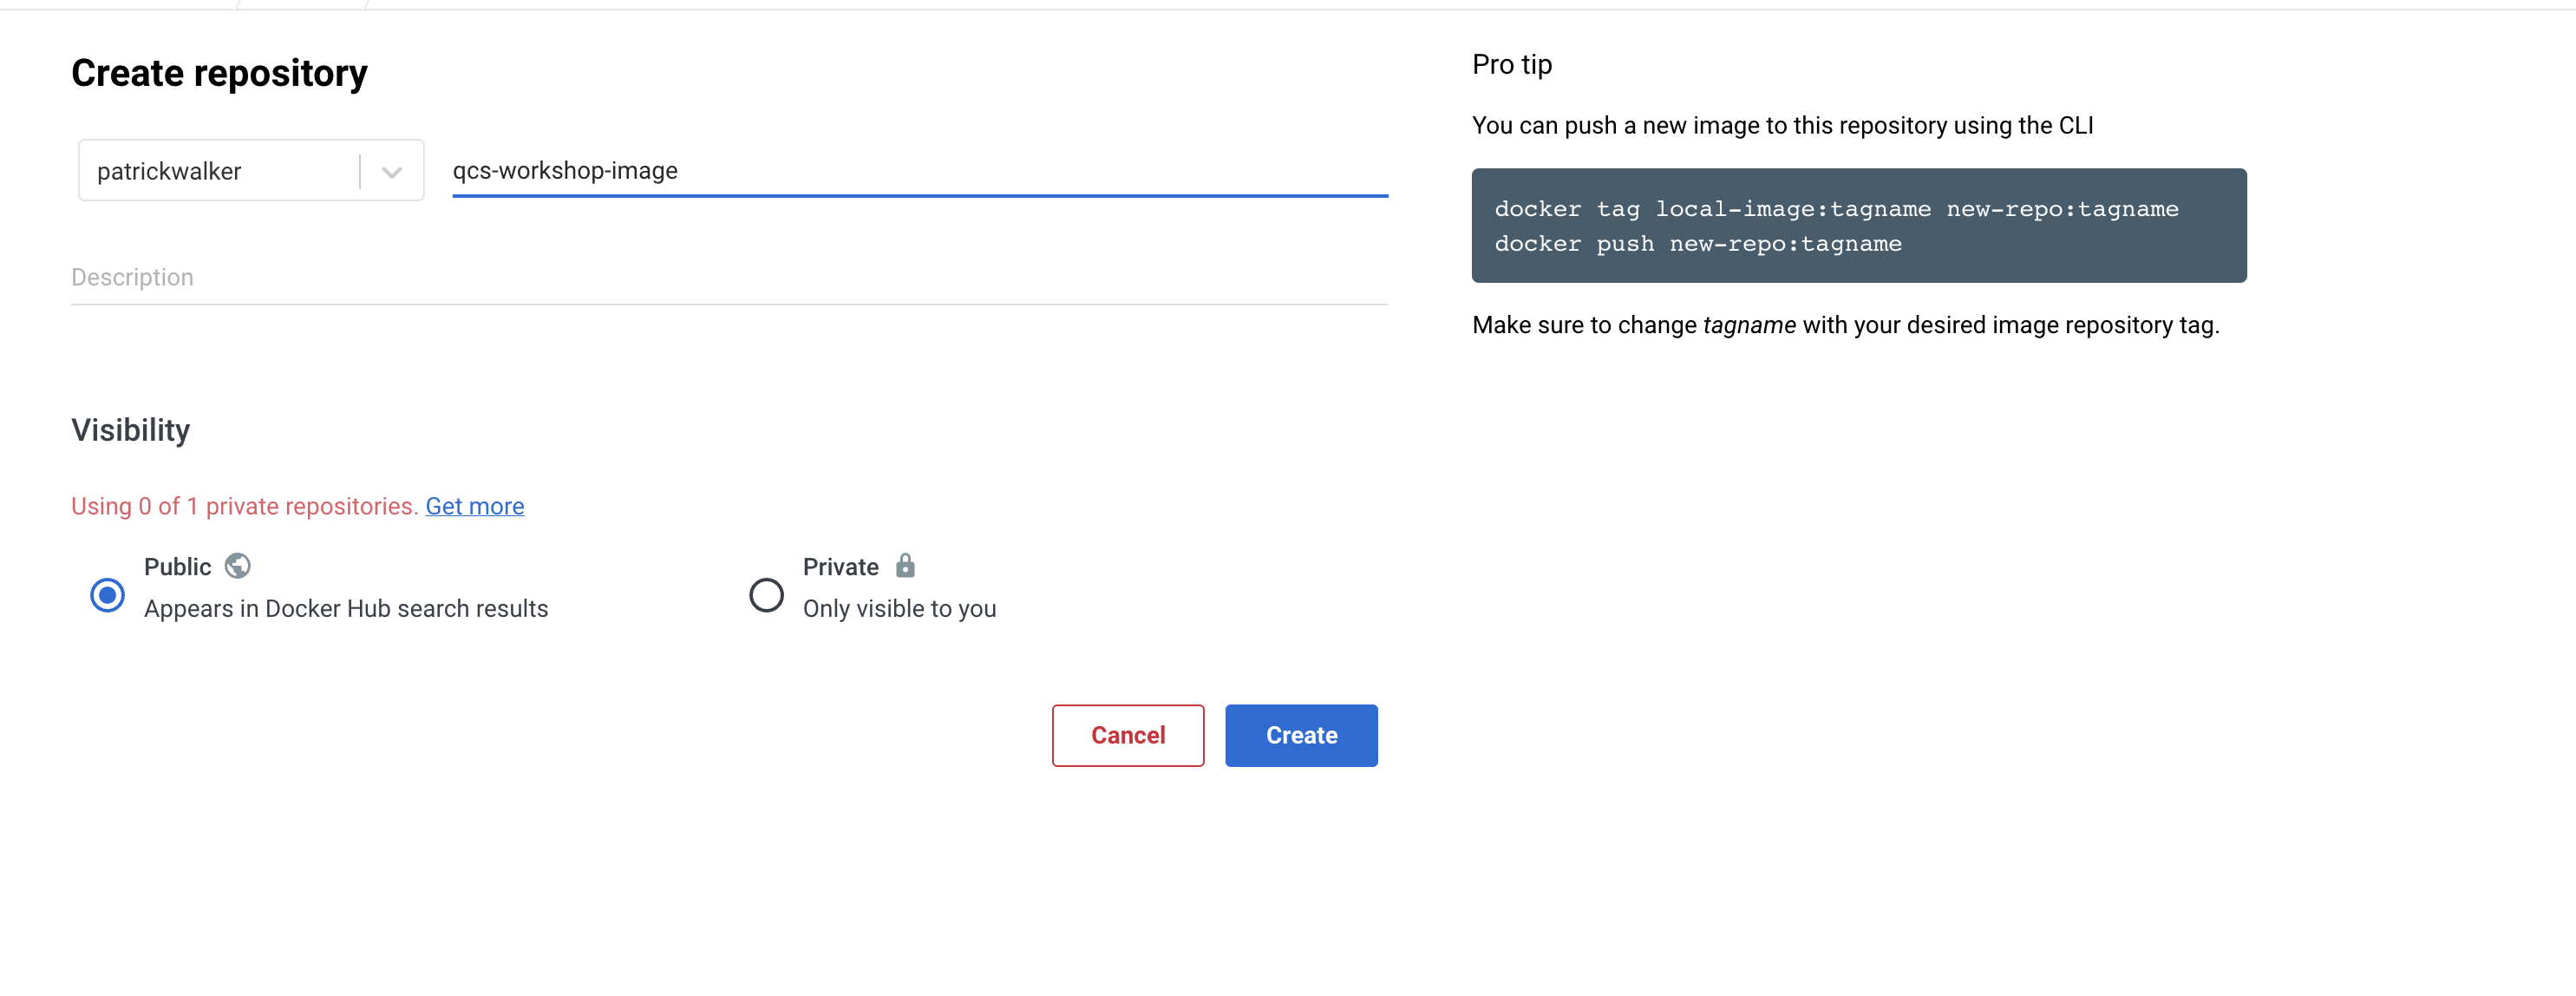 Create repository
patrickwalker
qcs-workshop-image
Description
Visibility
Using 0 of 1 private repositories. Get more
Public
Appears in Docker Hub search results
Private
Only visible to you
Cancel
Create
Pro tip
You can push a new image to this repository using the CLI
docker tag local-image:tagname new-repo:tagname
docker push new-repo:tagname
Make sure to change tagname with your desired image repository tag.